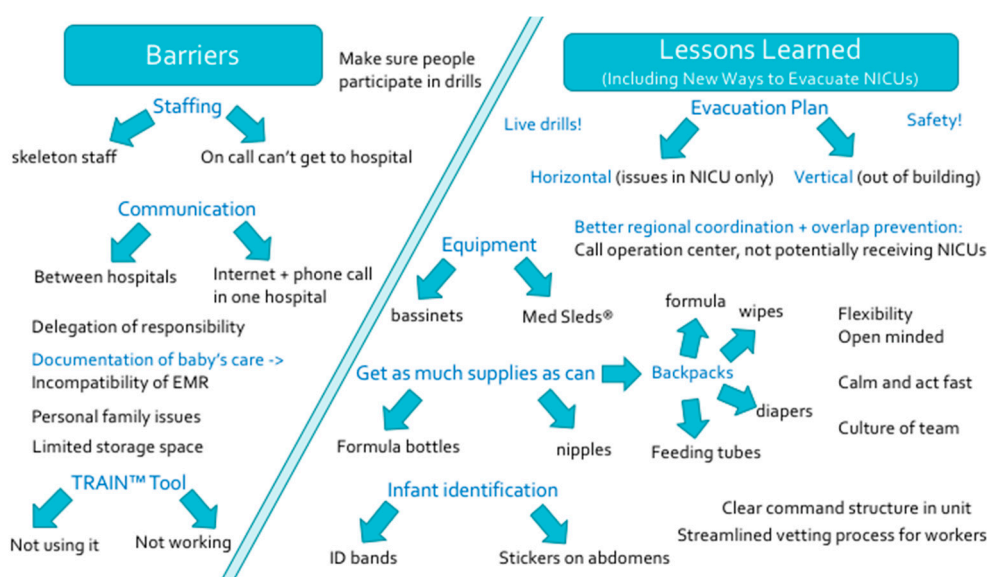 Barriers
Make sure people
participate in drills
Staffing
skeleton staff
On call can't get to hospital
Communication
Between hospitals
Internet + phone call
in one hospital
Delegation of responsibility
Documentation of baby's care ->
Incompatibility of EMR
Personal family issues
Limited storage space
TRAIN™ Tool
Not using it
Not working
Lessons Learned
(Including New Ways to Evacuate NICUs)
Live drills!
Evacuation Plan
Safety!
Horizontal (issues in NICU only)
Vertical (out of building)
Better regional coordination + overlap prevention:
Call operation center, not potentially receiving NICUs
Equipment
bassinets
Med Sleds®
Get as much supplies as can
Formula bottles
nipples
Backpacks
formula
wipes
diapers
Feeding tubes
Flexibility
Open minded
Calm and act fast
Culture of team
Infant identification
ID bands
Stickers on abdomens
Clear command structure in unit
Streamlined vetting process for workers